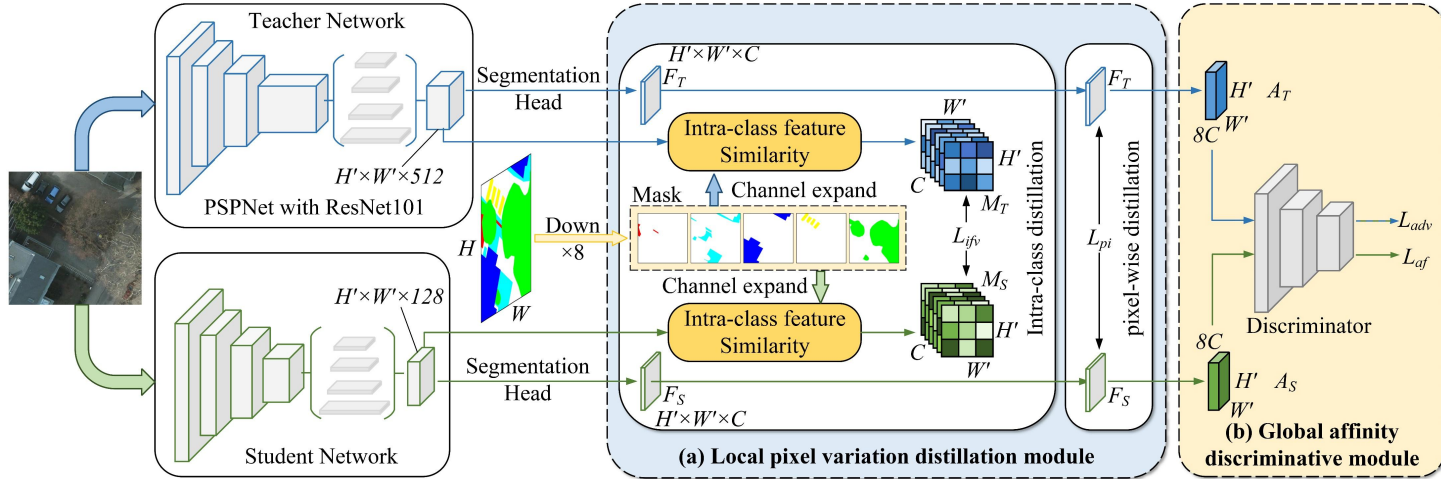 Teacher Network
H'×W'×512
PSPNet with ResNet101
Segmentation
Head
H'×W'×C
F_T
Intra-class feature
Similarity
W'
H'
C
M_T
Channel expand
Mask
Down
×8
H
W
Channel expand
L_ifv
M_S
H'
C
W'
Intra-class feature
Similarity
Intra-class distillation
F_T
L_pi
F_S
pixel-wise distillation
H'×W'×128
Segmentation
Head
F_S
H'×W'×C
Student Network
(a) Local pixel variation distillation module
H' A_T
W'
8C
L_adv
L_af
Discriminator
8C
H' A_S
W'
(b) Global affinity
discriminative module